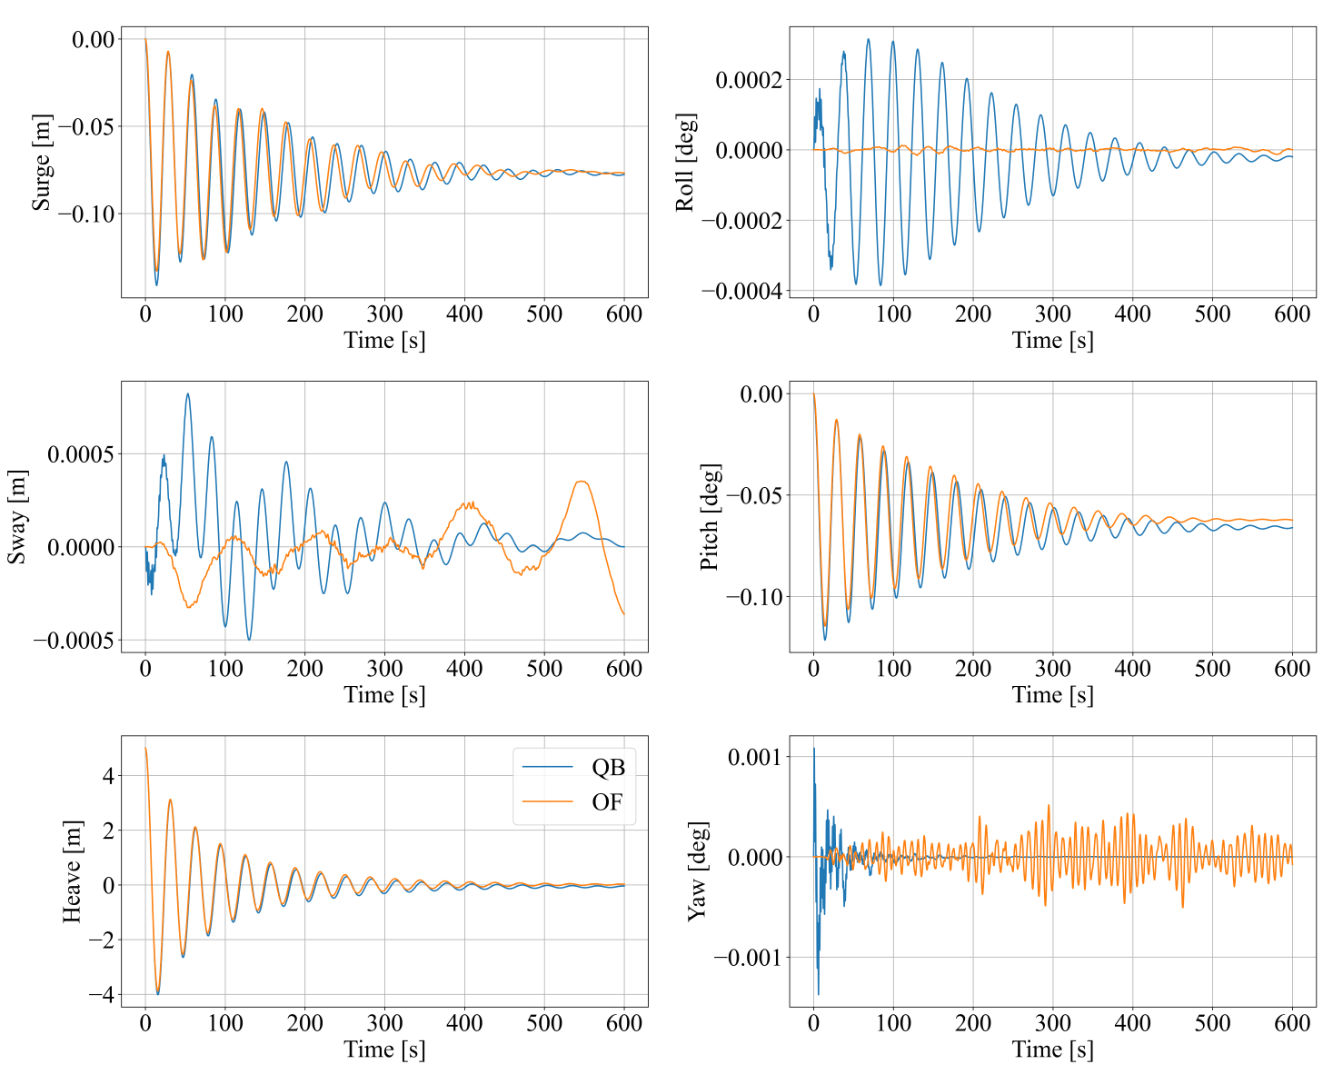 0.00
−0.05
−0.10
Surge [m]
0 100 200 300 400 500 600
Time [s]
0.0002
0.0000
−0.0002
−0.0004
Roll [deg]
0 100 200 300 400 500 600
Time [s]
0.0005
0.0000
−0.0005
Sway [m]
0 100 200 300 400 500 600
Time [s]
0.00
−0.05
−0.10
Pitch [deg]
0 100 200 300 400 500 600
Time [s]
4
2
0
−2
−4
Heave [m]
QB
OF
0 100 200 300 400 500 600
Time [s]
0.001
0.000
−0.001
Yaw [deg]
0 100 200 300 400 500 600
Time [s]